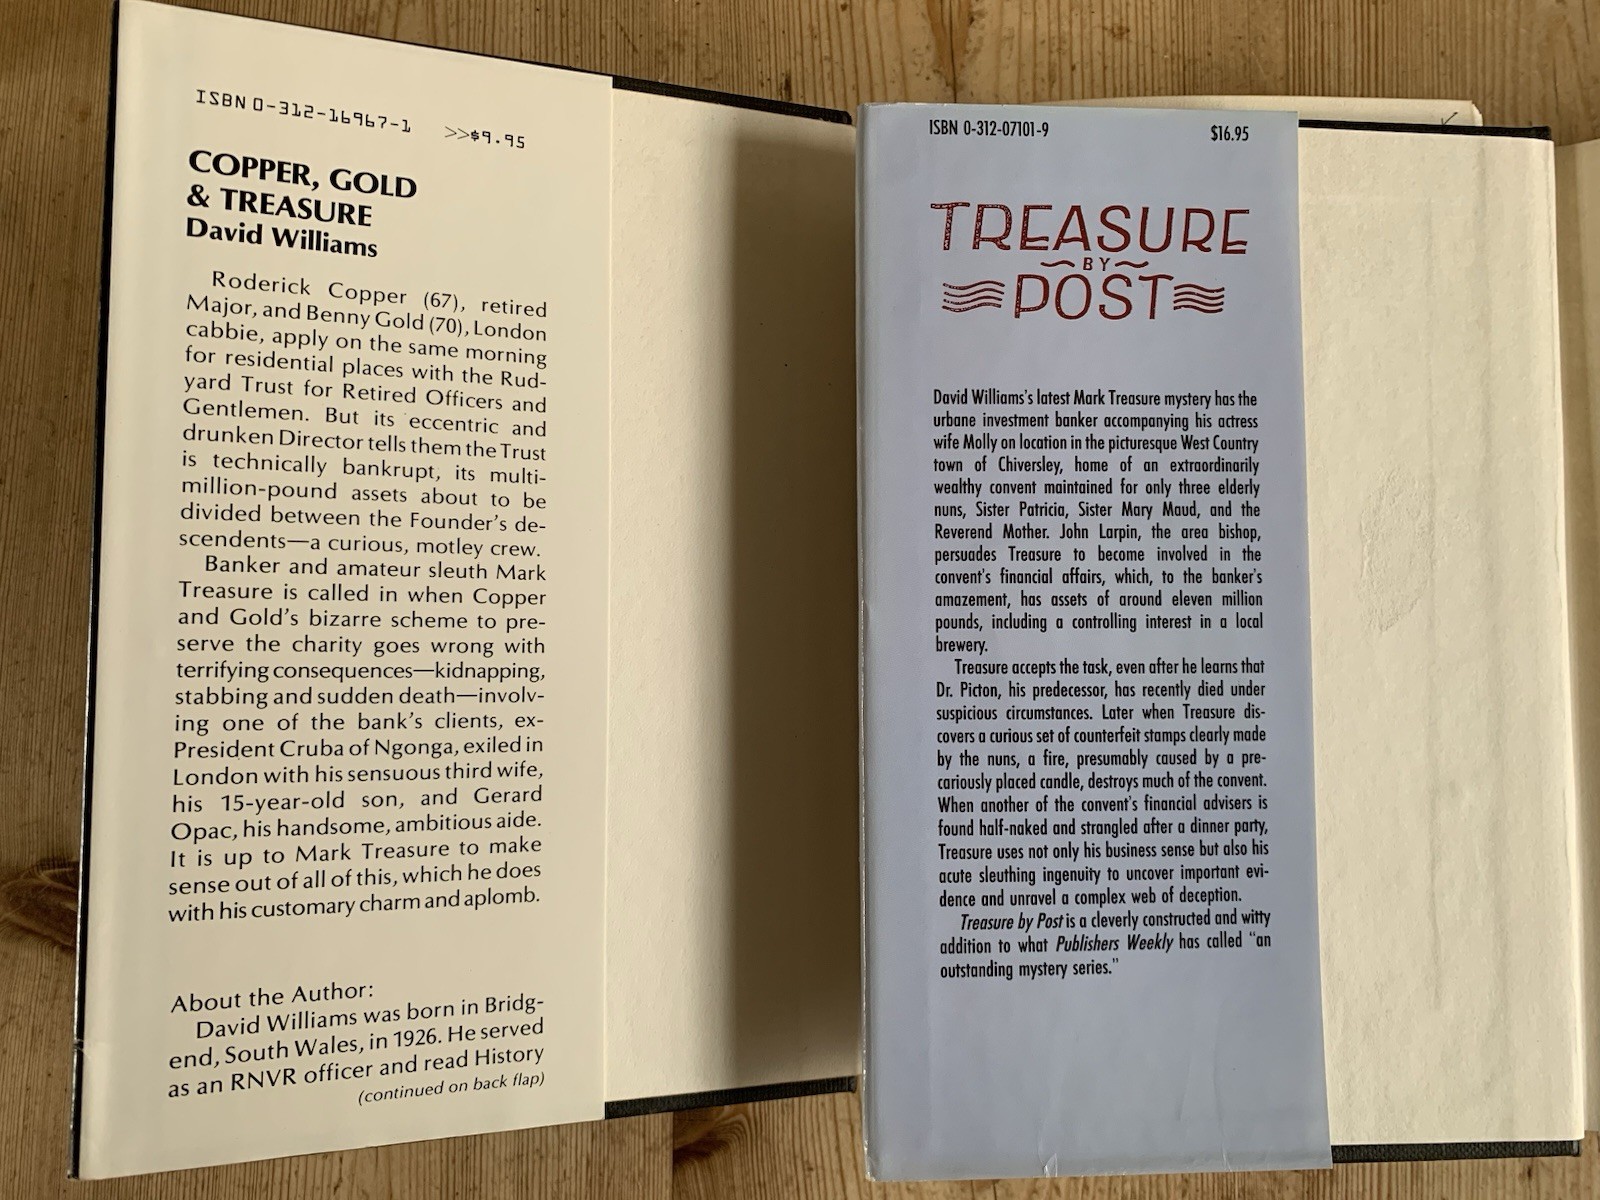 ISBN 0-312-16967-1 >>$9.95
COPPER, GOLD
& TREASURE
David Williams
Roderick Copper (67), retired
Major, and Benny Gold (70), London
cabbie, apply on the same morning
for residential places with the Rud-
yard Trust for Retired Officers and
Gentlemen. But its eccentric and
drunken Director tells them the Trust
is technically bankrupt, its multi-
million-pound assets about to be
divided between the Founder's de-
scendents—a curious, motley crew.
Banker and amateur sleuth Mark
Treasure is called in when Copper
and Gold's bizarre scheme to pre-
serve the charity goes wrong with
terrifying consequences—kidnapping,
stabbing and sudden death—involv-
ing one of the bank's clients, ex-
President Cruba of Ngonga, exiled in
London with his sensuous third wife,
his 15-year-old son, and Gerard
Opac, his handsome, ambitious aide.
It is up to Mark Treasure to make
sense out of all of this, which he does
with his customary charm and aplomb.
About the Author:
David Williams was born in Bridg-
end, South Wales, in 1926. He served
as an RNVR officer and read History
(continued on back flap)
ISBN 0-312-07101-9 $16.95
TREASURE
BY
POST
David Williams's latest Mark Treasure mystery has the
urbane investment banker accompanying his actress
wife Molly on location in the picturesque West Country
town of Chiversley, home of an extraordinarily
wealthy convent maintained for only three elderly
nuns, Sister Patricia, Sister Mary Maud, and the
Reverend Mother. John Larpin, the area bishop,
persuades Treasure to become involved in the
convent's financial affairs, which, to the banker's
amazement, has assets of around eleven million
pounds, including a controlling interest in a local
brewery.
Treasure accepts the task, even after he learns that
Dr. Picton, his predecessor, has recently died under
suspicious circumstances. Later when Treasure dis-
covers a curious set of counterfeit stamps clearly made
by the nuns, a fire, presumably caused by a pre-
cariously placed candle, destroys much of the convent.
When another of the convent's financial advisers is
found half-naked and strangled after a dinner party,
Treasure uses not only his business sense but also his
acute sleuthing ingenuity to uncover important evi-
dence and unravel a complex web of deception.
Treasure by Post is a cleverly constructed and witty
addition to what Publishers Weekly has called "an
outstanding mystery series."